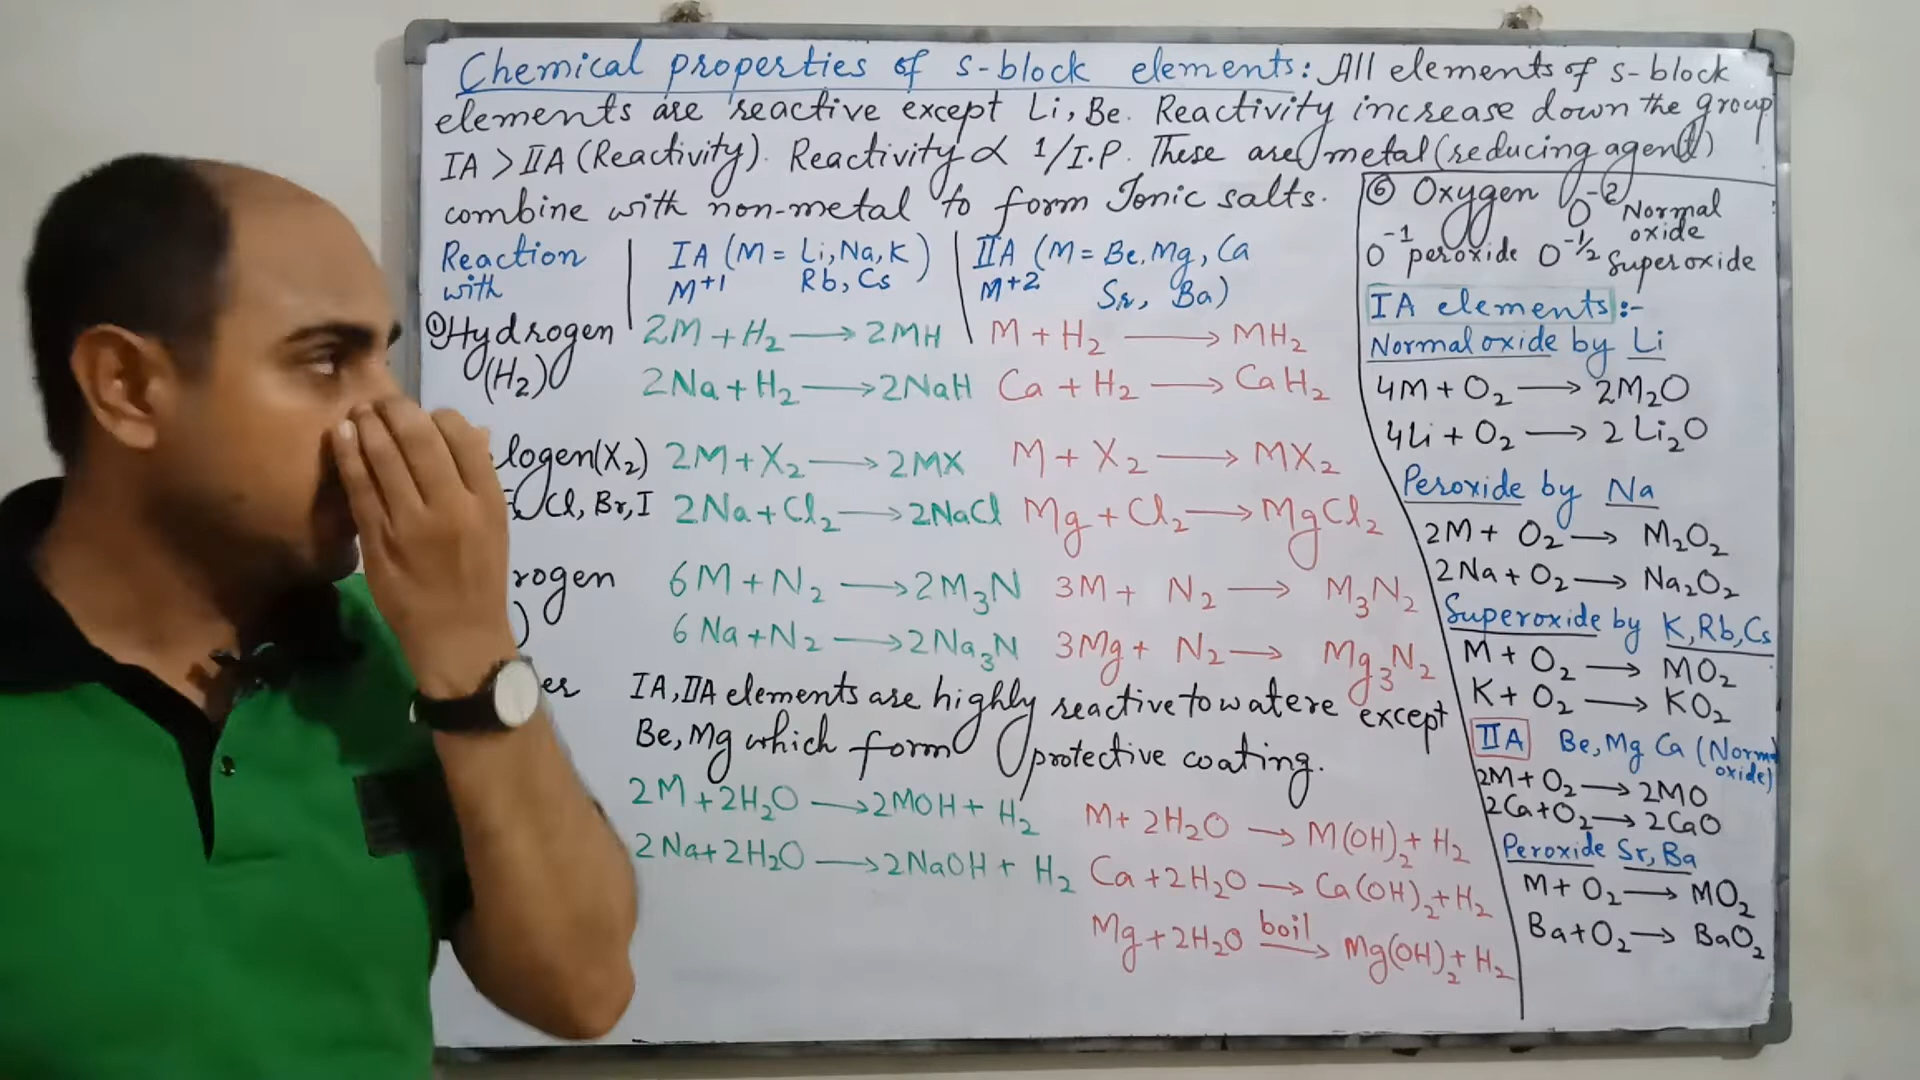 Chemical properties of s-block elements: All elements of s-block
elements are reactive except Li, Be. Reactivity increase down the group
IA > IIA (Reactivity). Reactivity ∝ 1/I.P. These are metal (reducing agent)
combine with non-metal to form Ionic salts.
Reaction with
IA (M = Li, Na, K
M+1 Rb, Cs)
IIA (M = Be, Mg, Ca
M+2 Sr, Ba)
① Hydrogen
(H₂)
2M + H₂ → 2MH
M + H₂ → MH₂
2Na + H₂ → 2NaH
Ca + H₂ → CaH₂
logen(X₂)
Cl, Br, I
2M + X₂ → 2MX
M + X₂ → MX₂
2Na + Cl₂ → 2NaCl
Mg + Cl₂ → MgCl₂
rogen
)
6M + N₂ → 2M₃N
3M + N₂ → M₃N₂
6Na + N₂ → 2Na₃N
3Mg + N₂ → Mg₃N₂
er
IA, IIA elements are highly reactive to watere except
Be, Mg which form protective coating.
2M + 2H₂O → 2MOH + H₂
M + 2H₂O → M(OH)₂ + H₂
2Na + 2H₂O → 2NaOH + H₂
Ca + 2H₂O → Ca(OH)₂ + H₂
Mg + 2H₂O boil → Mg(OH)₂ + H₂
⑥ Oxygen O⁻² Normal oxide
O⁻¹ peroxide O⁻¹/² Superoxide
IA elements :-
Normal oxide by Li
4M + O₂ → 2M₂O
4Li + O₂ → 2Li₂O
Peroxide by Na
2M + O₂ → M₂O₂
2Na + O₂ → Na₂O₂
Superoxide by K, Rb, Cs
M + O₂ → MO₂
K + O₂ → KO₂
IIA Be, Mg Ca (Normal oxide)
2M + O₂ → 2MO
2Ca + O₂ → 2CaO
Peroxide Sr, Ba
M + O₂ → MO₂
Ba + O₂ → BaO₂